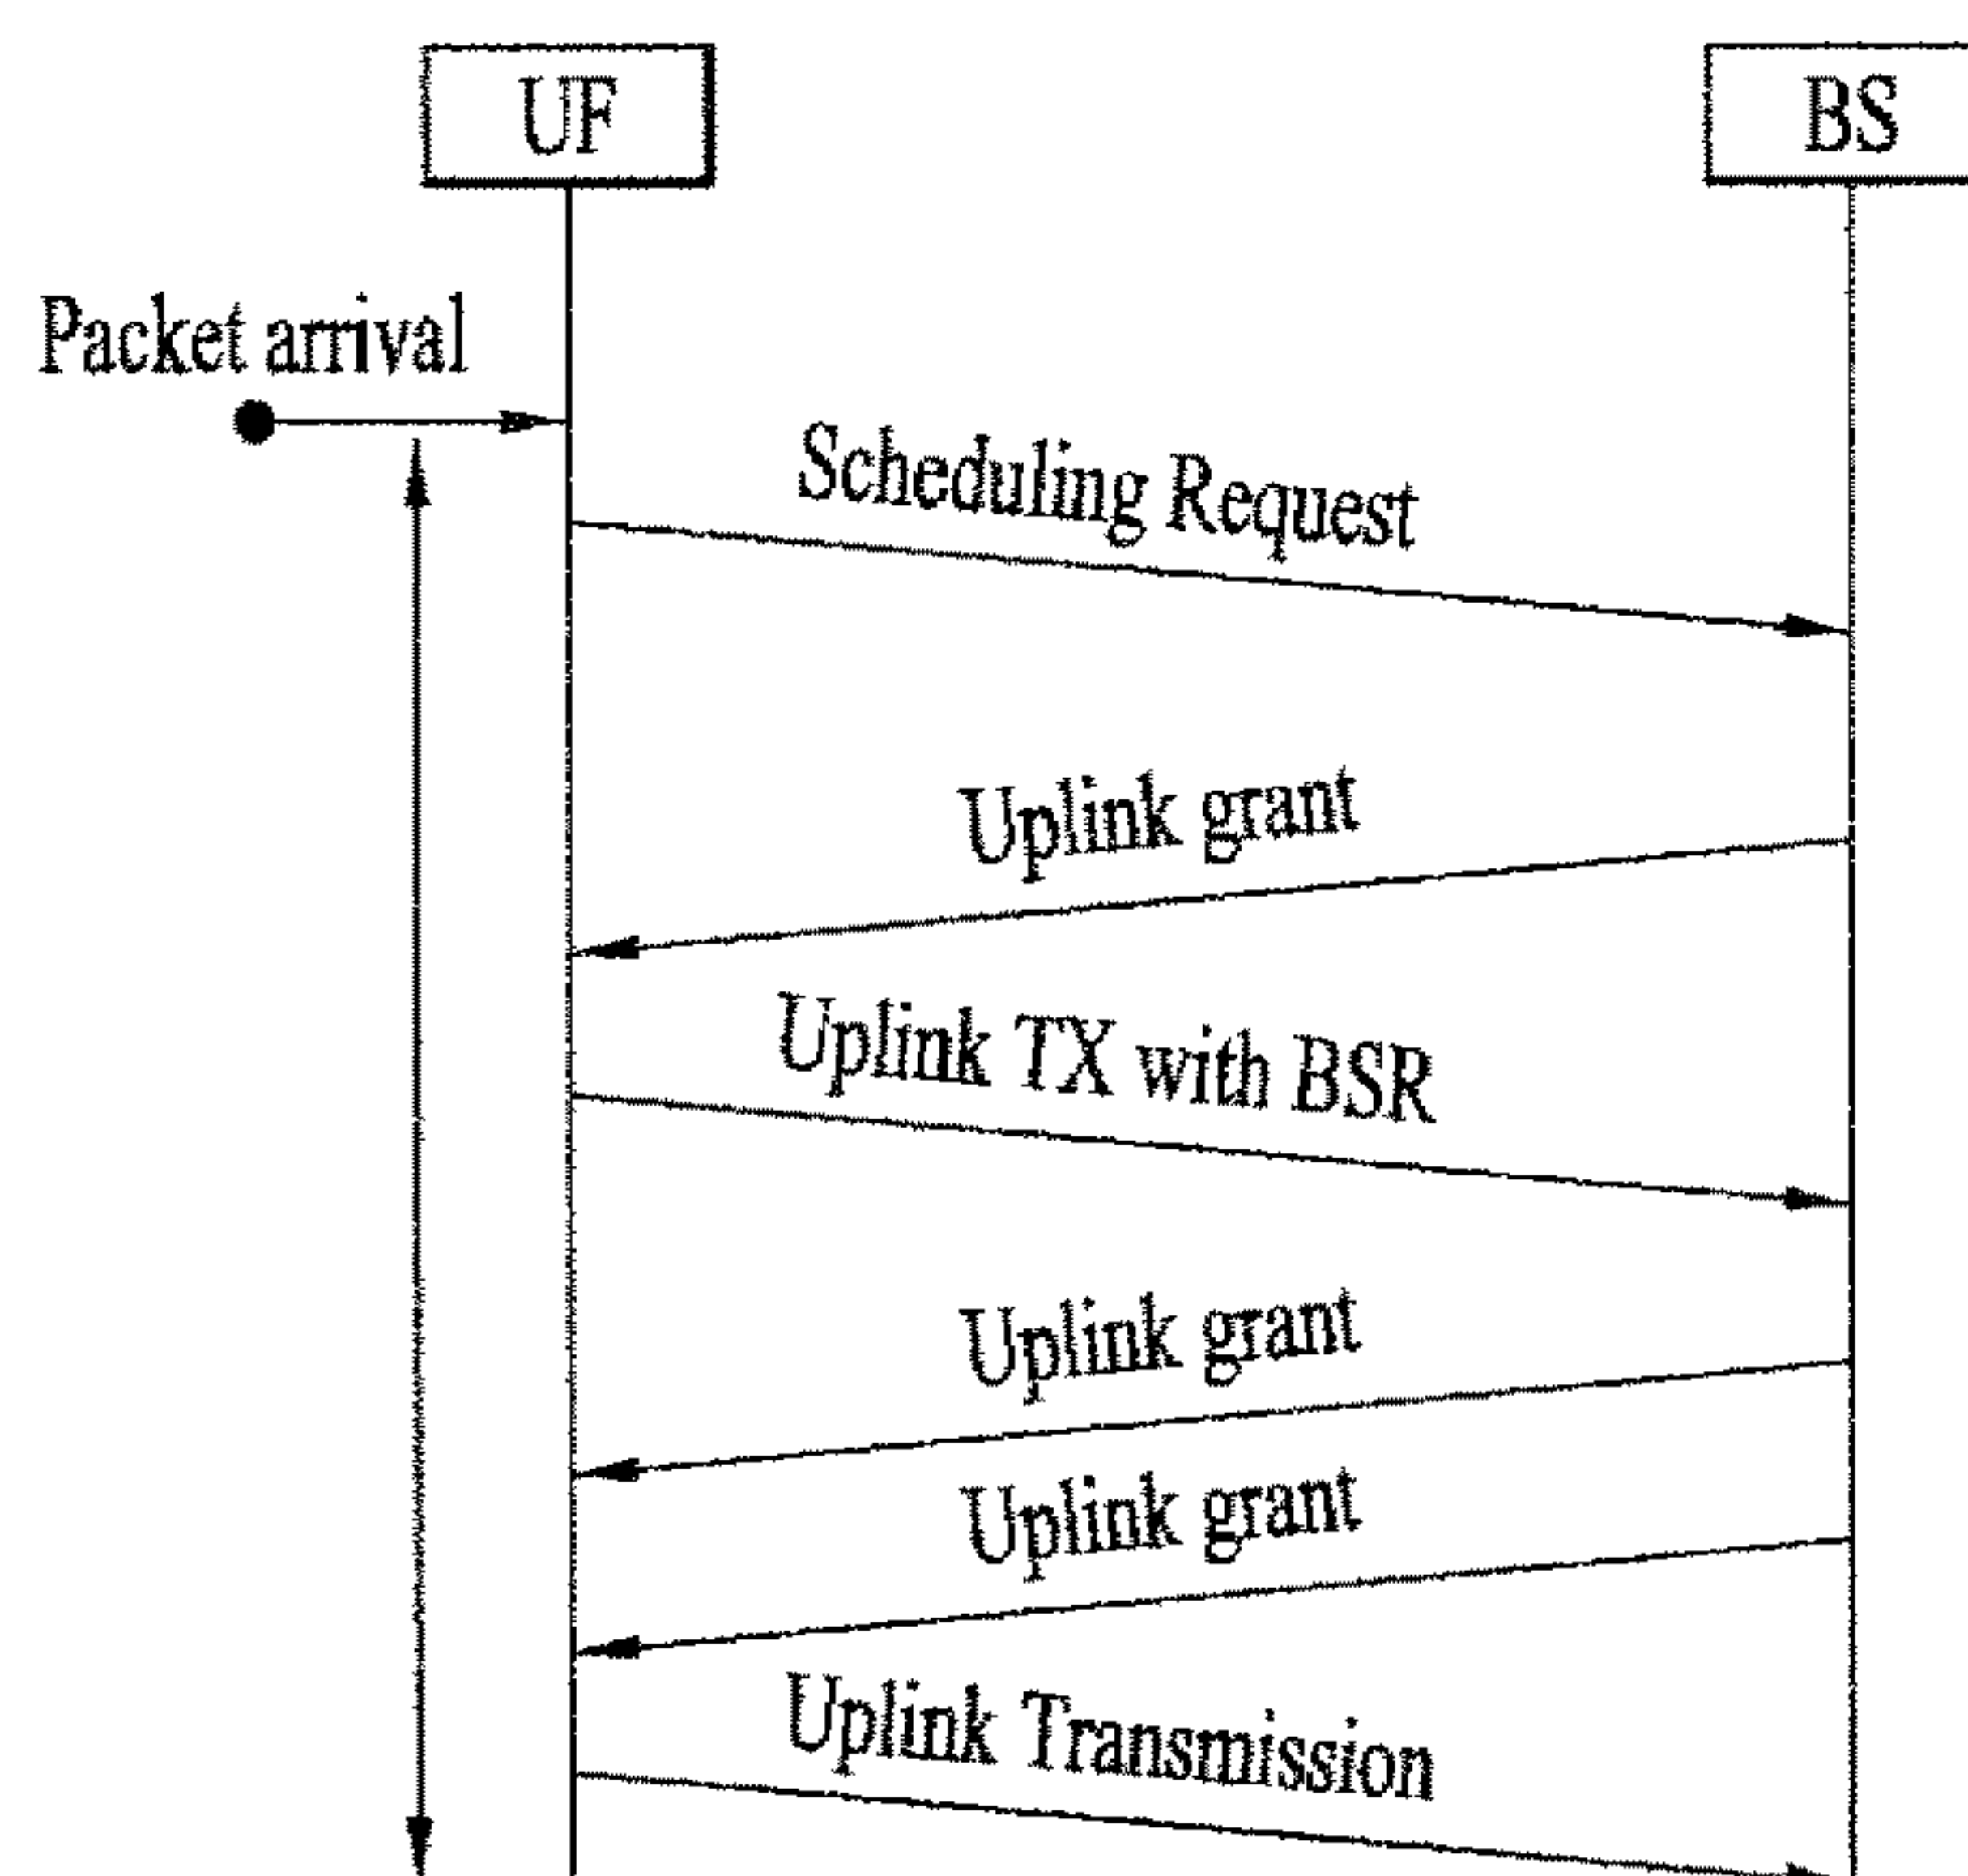 UF
BS
Packet arrival
Scheduling Request
Uplink grant
Uplink TX with BSR
Uplink grant
Uplink grant
Uplink Transmission